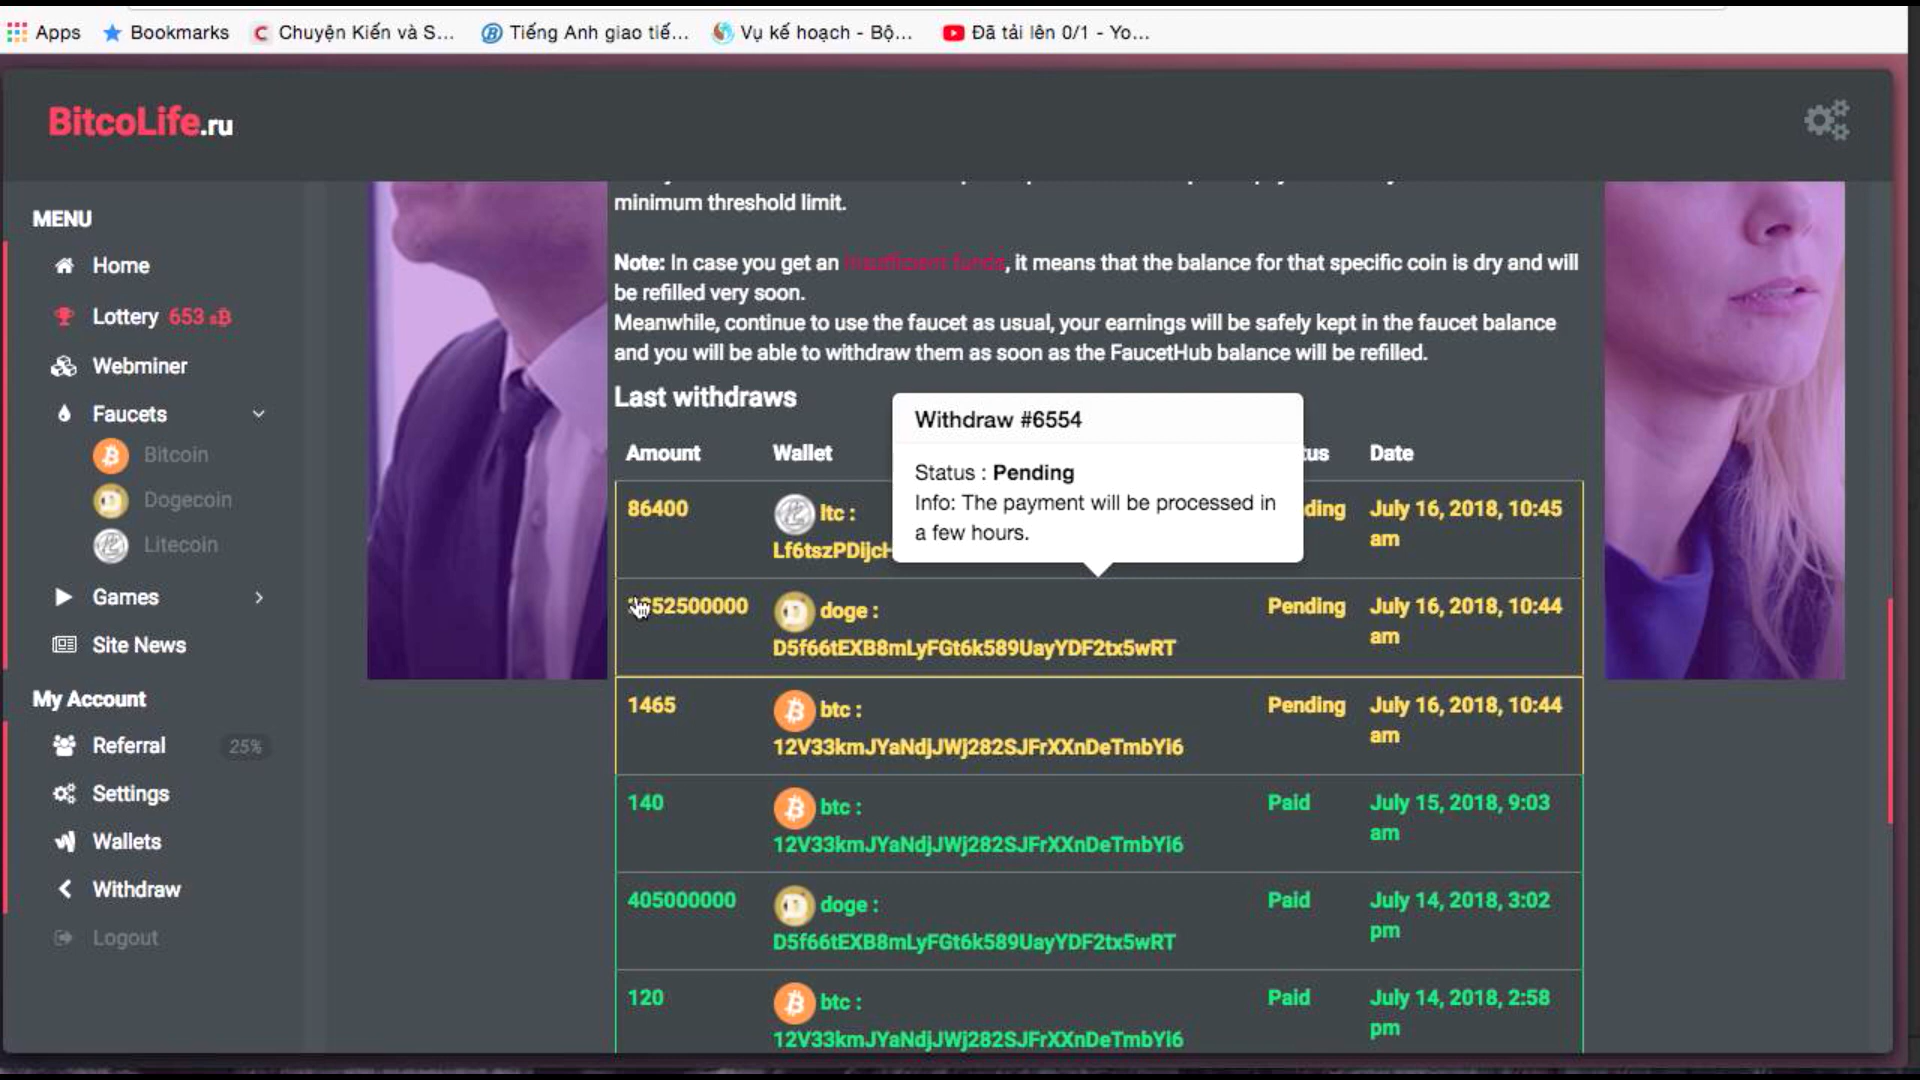 Apps Bookmarks Chuyện Kiến và S... Tiếng Anh giao tiế... Vụ kế hoạch - Bộ... Đã tải lên 0/1 - Yo...
BitcoLife.ru
MENU
Home
Lottery 653
Webminer
Faucets
Bitcoin
Dogecoin
Litecoin
Games
Site News
My Account
Referral 25%
Settings
Wallets
Withdraw
Logout
minimum threshold limit.
Note: In case you get an insufficient funds, it means that the balance for that specific coin is dry and will
be refilled very soon.
Meanwhile, continue to use the faucet as usual, your earnings will be safely kept in the faucet balance
and you will be able to withdraw them as soon as the FaucetHub balance will be refilled.
Last withdraws
Withdraw #6554
Status : Pending
Info: The payment will be processed in
a few hours.
Amount Wallet tus Date
86400 ltc : ding July 16, 2018, 10:45
Lf6tszPDijcH am
52500000 doge : Pending July 16, 2018, 10:44
D5f66tEXB8mLyFGt6k589UayYDF2tx5wRT am
1465 btc : Pending July 16, 2018, 10:44
12V33kmJYaNdjJWj282SJFrXXnDeTmbYi6 am
140 btc : Paid July 15, 2018, 9:03
12V33kmJYaNdjJWj282SJFrXXnDeTmbYi6 am
405000000 doge : Paid July 14, 2018, 3:02
D5f66tEXB8mLyFGt6k589UayYDF2tx5wRT pm
120 btc : Paid July 14, 2018, 2:58
12V33kmJYaNdjJWj282SJFrXXnDeTmbYi6 pm